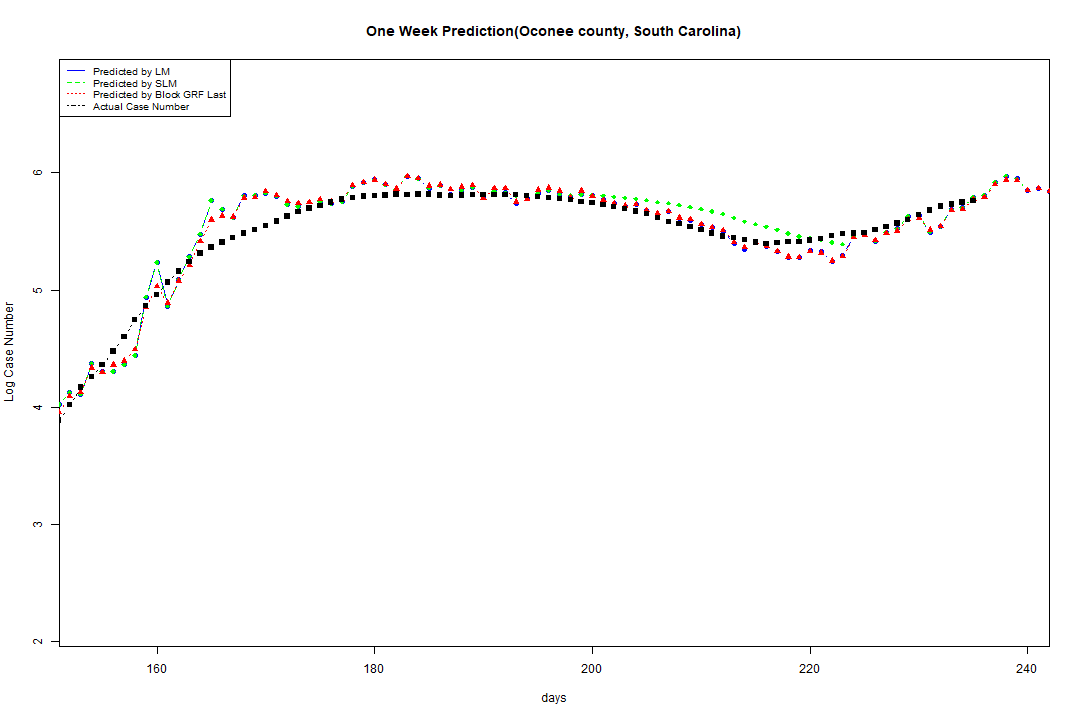 One Week Prediction(Oconee county, South Carolina)
Predicted by LM
Predicted by SLM
Predicted by Block GRF Last
Actual Case Number
6
5
4
3
2
Log Case Number
160 180 200 220 240
days